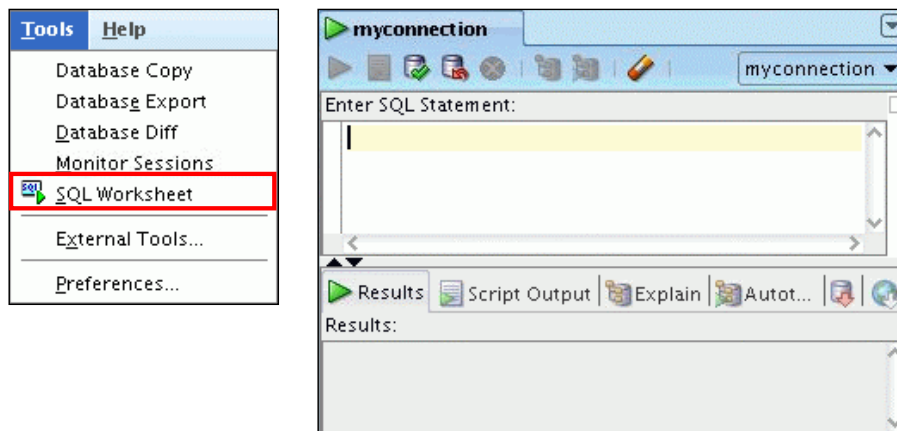 Tools Help
Database Copy
Database Export
Database Diff
Monitor Sessions
SQL
SQL Worksheet
External Tools...
Preferences...
myconnection
myconnection
Enter SQL Statement:
Results Script Output Explain Autot...
Results: